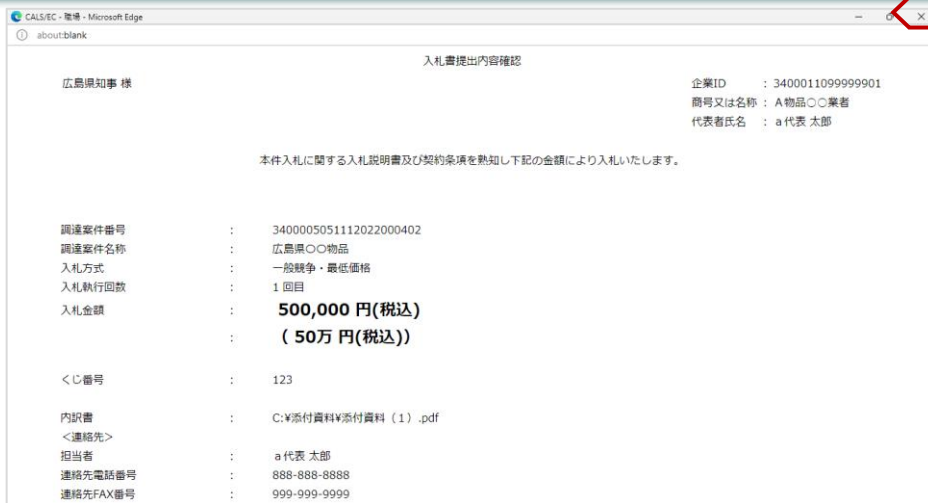 CALS/EC - 職場 - Microsoft Edge
about:blank
入札書提出内容確認
広島県知事 様
企業ID : 3400011099999901
商号又は名称 : A物品○○業者
代表者氏名 : a代表 太郎
本件入札に関する入札説明書及び契約条項を熟知し下記の金額により入札いたします。
調達案件番号 : 3400005051112022000402
調達案件名称 : 広島県○○物品
入札方式 : 一般競争・最低価格
入札執行回数 : 1回目
入札金額 : 500,000 円(税込)
: ( 50万 円(税込))
くじ番号 : 123
内訳書 : C:¥添付資料¥添付資料（1）.pdf
＜連絡先＞
担当者 : a代表 太郎
連絡先電話番号 : 888-888-8888
連絡先FAX番号 : 999-999-9999